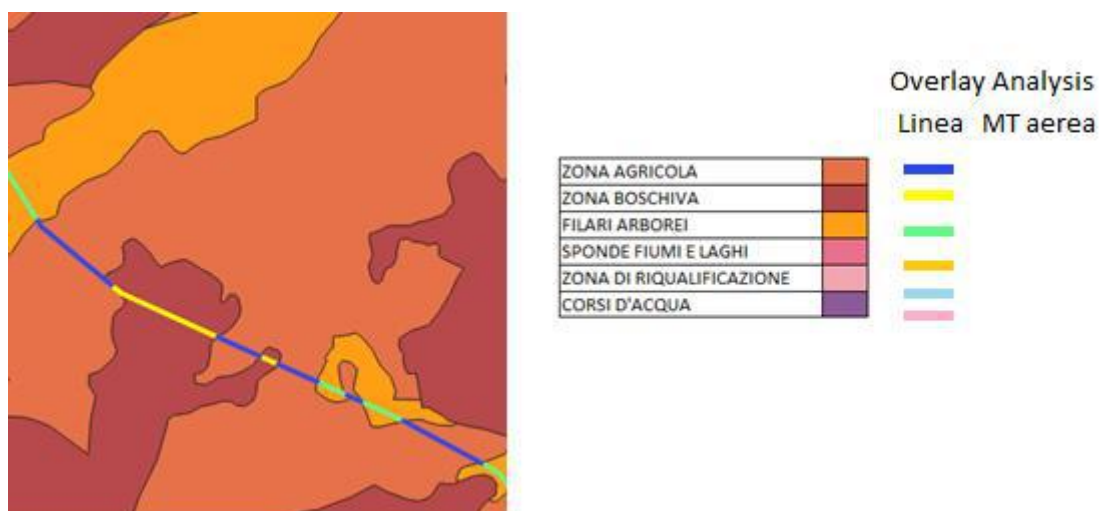 Overlay Analysis
Linea MT aerea
ZONA AGRICOLA
ZONA BOSCHIVA
FILARI ARBOREI
SPONDE FIUMI E LAGHI
ZONA DI RIQUALIFICAZIONE
CORSI D'ACQUA